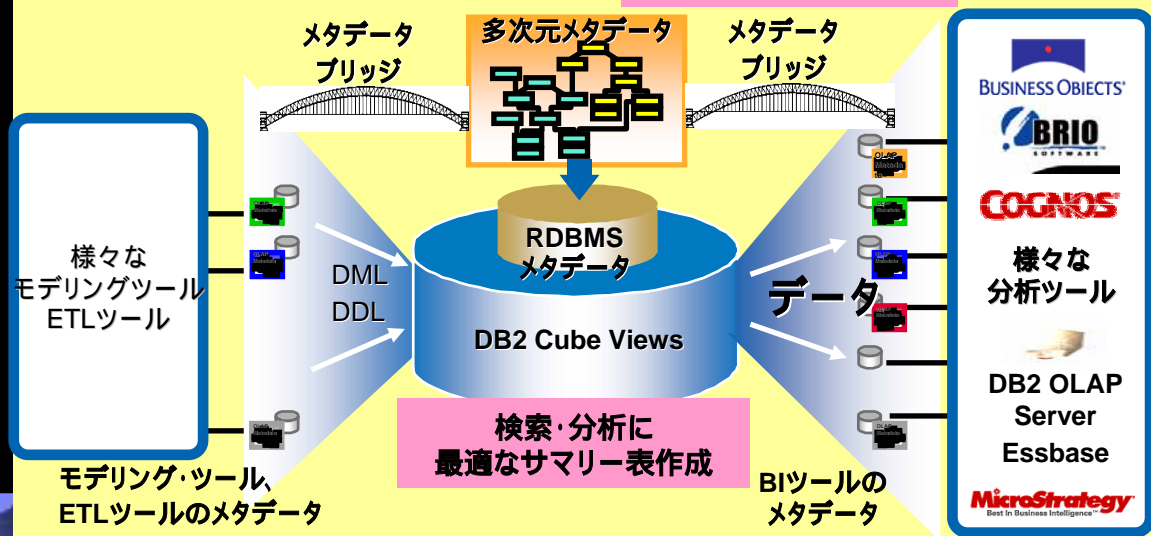 メタデータ
ブリッジ
多次元メタデータ
メタデータ
ブリッジ
様々な
モデリングツール
ETLツール
モデリング・ツール、
ETLツールのメタデータ
DML
DDL
RDBMS
メタデータ
DB2 Cube Views
検索・分析に
最適なサマリー表作成
データ
BIツールの
メタデータ
BUSINESS OBJECTS
BRIO
SOFTWARE
COGNOS
様々な
分析ツール
DB2 OLAP
Server
Essbase
MicroStrategy
Best In Business Intelligence